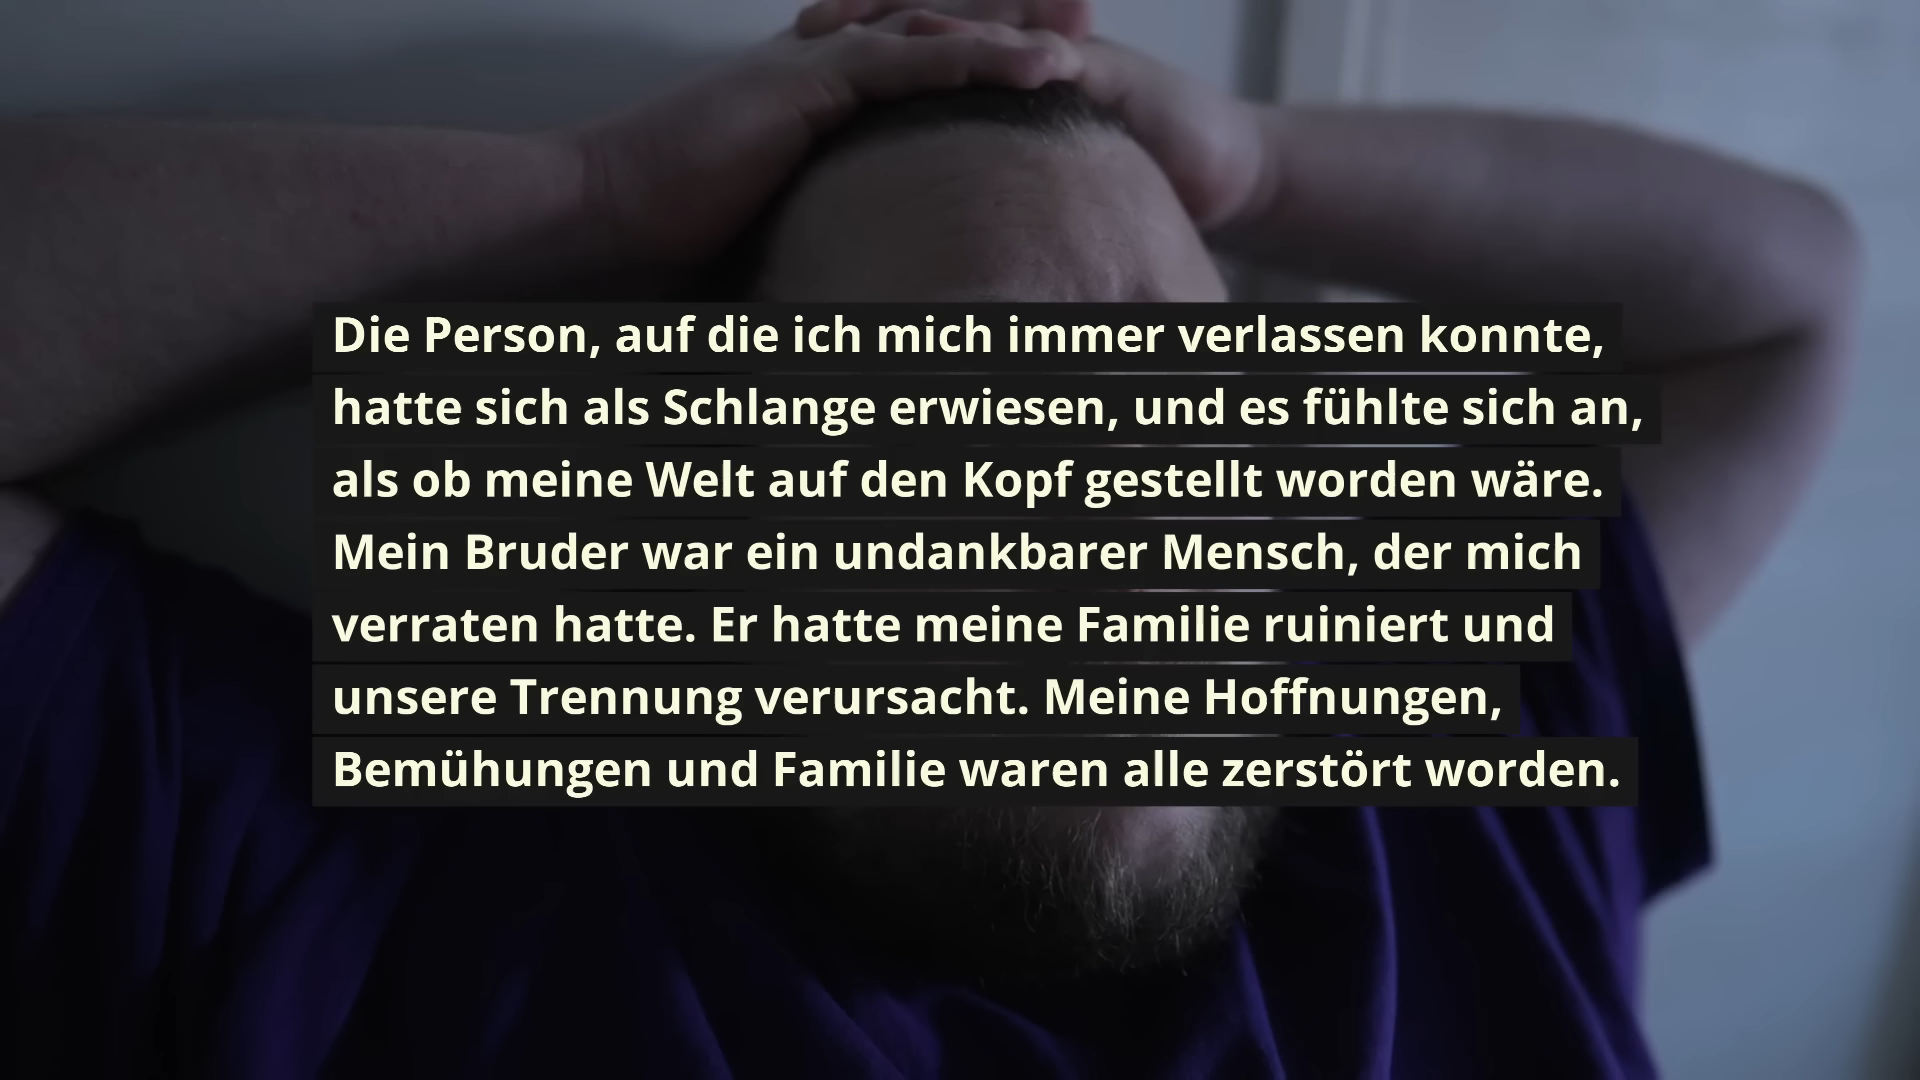 Die Person, auf die ich mich immer verlassen konnte,
hatte sich als Schlange erwiesen, und es fühlte sich an,
als ob meine Welt auf den Kopf gestellt worden wäre.
Mein Bruder war ein undankbarer Mensch, der mich
verraten hatte. Er hatte meine Familie ruiniert und
unsere Trennung verursacht. Meine Hoffnungen,
Bemühungen und Familie waren alle zerstört worden.